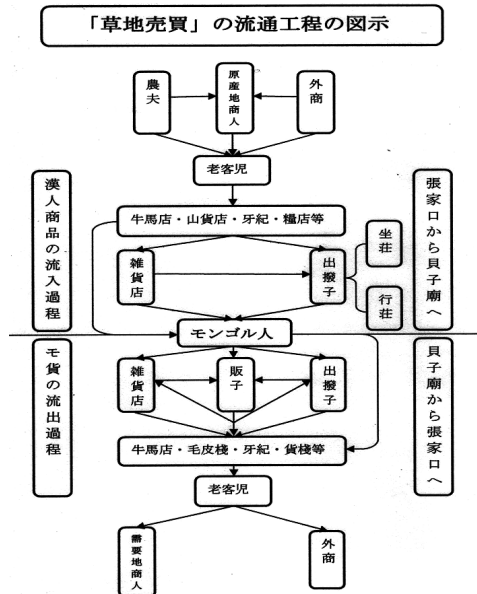 「草地売買」の流通工程の図示
農夫
原産地商人
外商
老客児
漢人商品の流入過程
張家口から貝子廟へ
牛馬店・山貨店・牙紀・糧店等
坐荘
雑貨店
出撥子
行荘
モンゴル人
モ貨の流出過程
貝子廟から張家口へ
雑貨店
販子
出撥子
牛馬店・毛皮棧・牙紀・貨棧等
老客児
需要地商人
外商